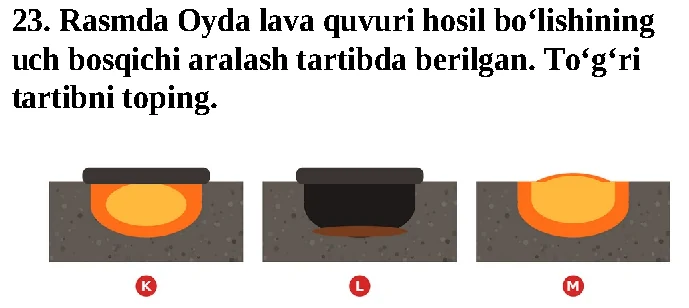 23. Rasmda Oyda lava quvuri hosil bo‘lishining
uch bosqichi aralash tartibda berilgan. To‘g‘ri
tartibni toping.
K L M